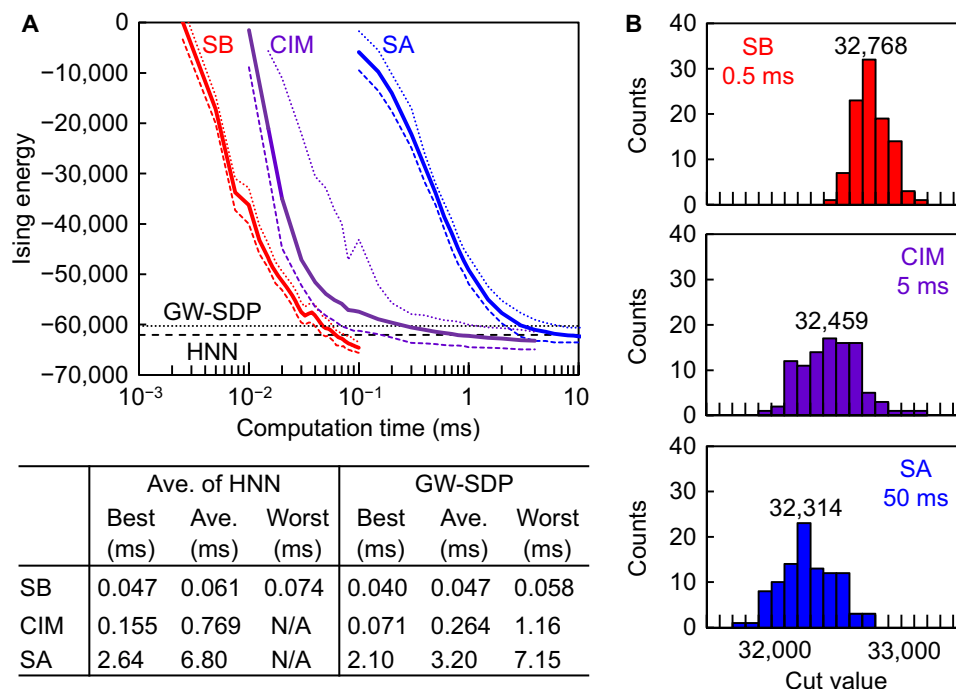 A
SB
CIM
SA
0
−10,000
−20,000
−30,000
−40,000
−50,000
−60,000
−70,000
Ising energy
GW-SDP
HNN
10−3
10−2
10−1
1
10
Computation time (ms)
Ave. of HNN GW-SDP
Best Ave. Worst Best Ave. Worst
(ms) (ms) (ms) (ms) (ms) (ms)
SB 0.047 0.061 0.074 0.040 0.047 0.058
CIM 0.155 0.769 N/A 0.071 0.264 1.16
SA 2.64 6.80 N/A 2.10 3.20 7.15
B
40
30
20
10
0
Counts
SB
0.5 ms
32,768
40
30
20
10
0
Counts
CIM
5 ms
32,459
40
30
20
10
0
Counts
SA
50 ms
32,314
32,000 33,000
Cut value